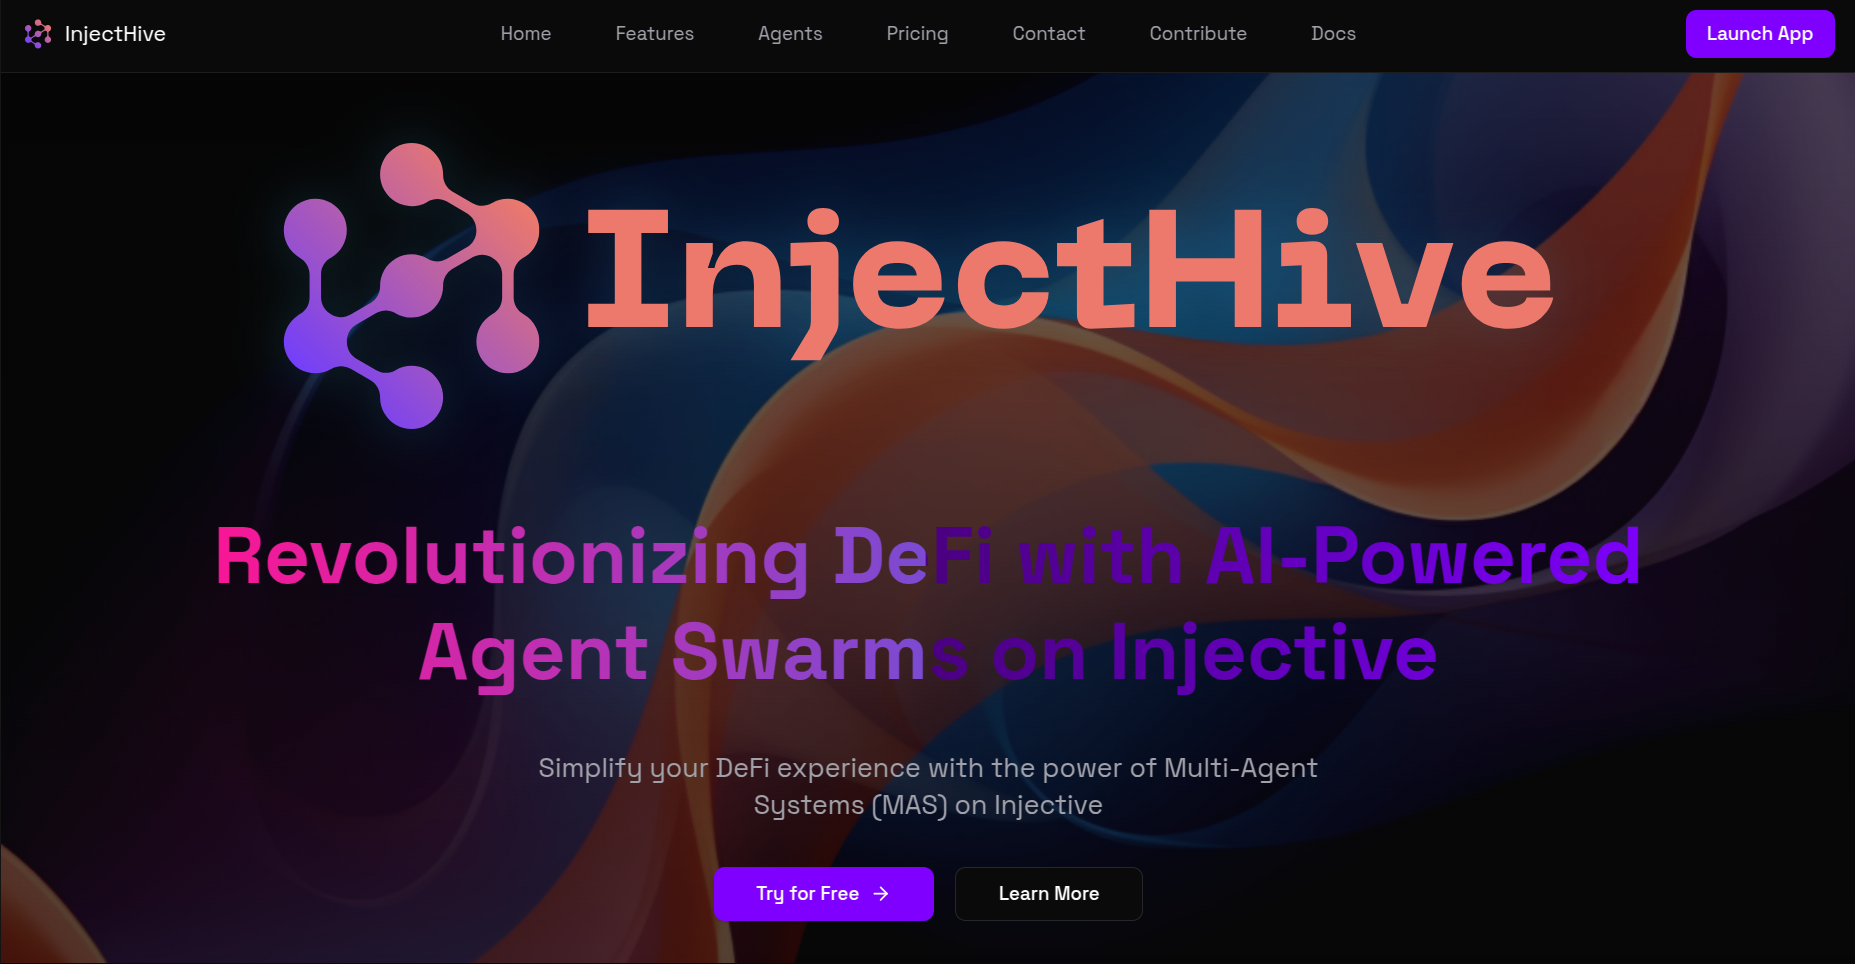 InjectHive
Home
Features
Agents
Pricing
Contact
Contribute
Docs
Launch App
InjectHive
Revolutionizing DeFi with AI-Powered
Agent Swarms on Injective
Simplify your DeFi experience with the power of Multi-Agent
Systems (MAS) on Injective
Try for Free →
Learn More